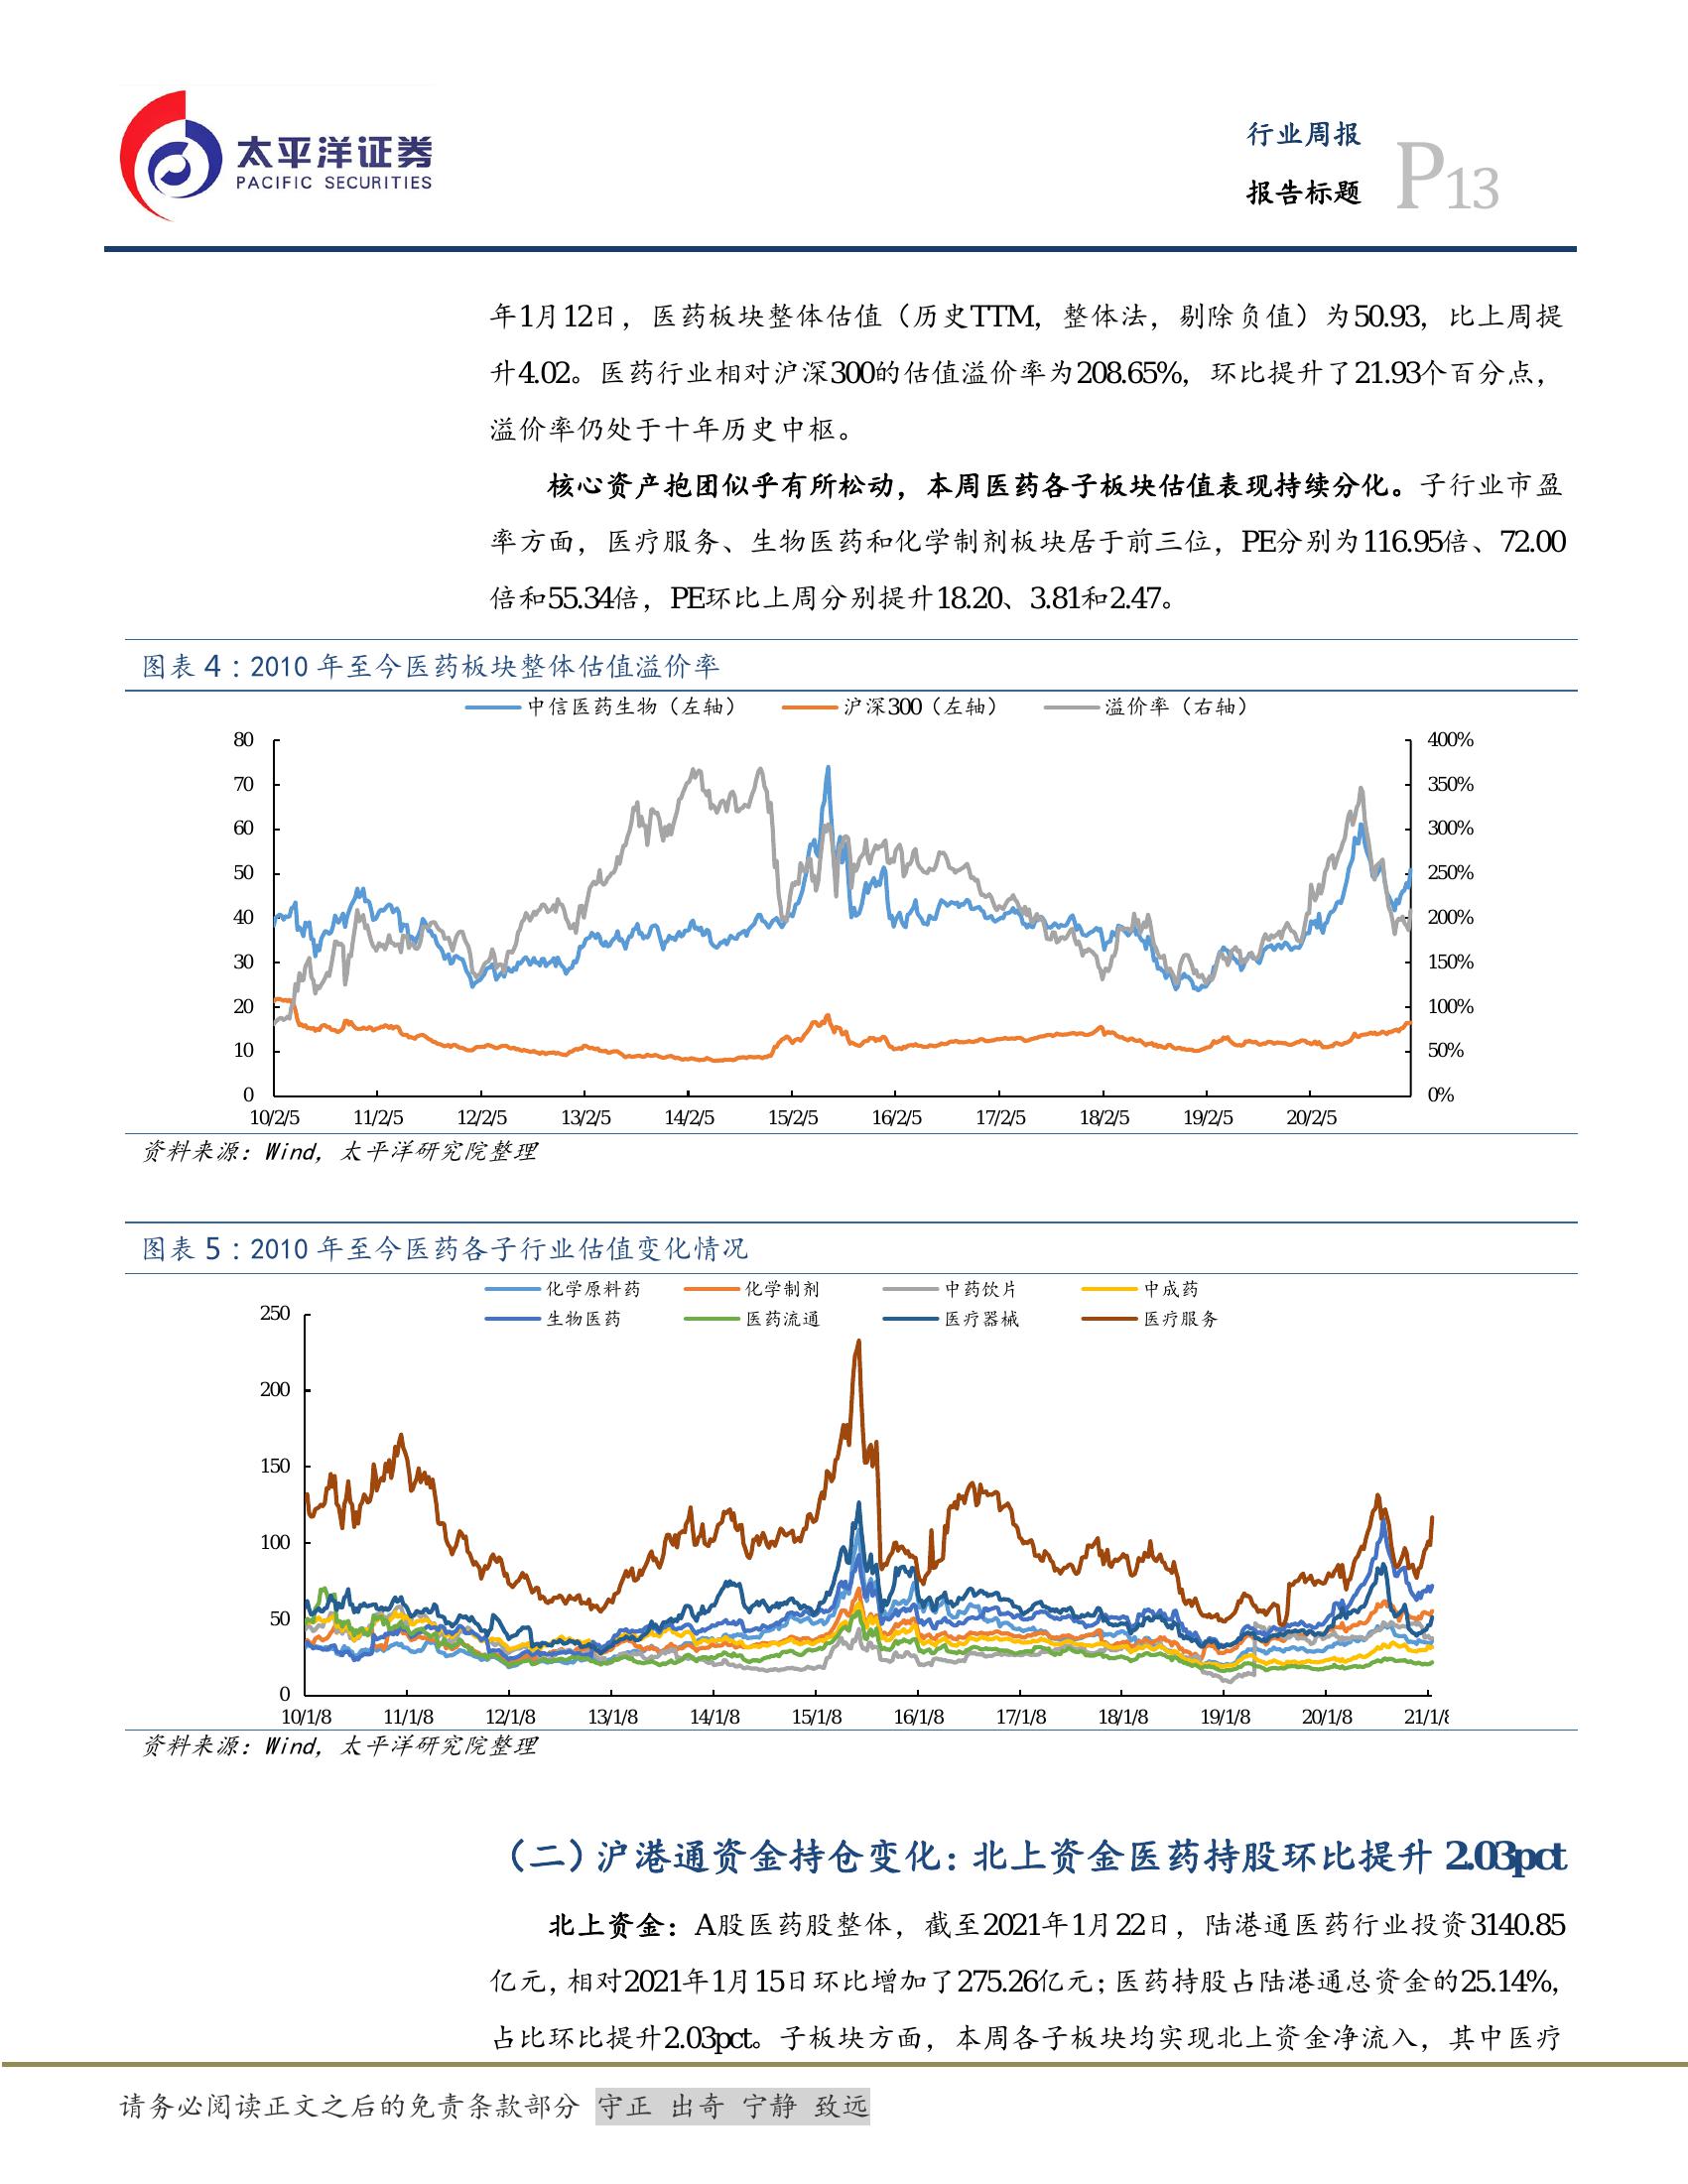 太平洋证券
PACIFIC SECURITIES
行业周报
报告标题
P13
年1月12日，医药板块整体估值（历史TTM，整体法，剔除负值）为50.93，比上周提
升4.02。医药行业相对沪深300的估值溢价率为208.65%，环比提升了21.93个百分点，
溢价率仍处于十年历史中枢。
核心资产抱团似乎有所松动，本周医药各子板块估值表现持续分化。子行业市盈
率方面，医疗服务、生物医药和化学制剂板块居于前三位，PE分别为116.95倍、72.00
倍和55.34倍，PE环比上周分别提升18.20、3.81和2.47。
图表 4：2010 年至今医药板块整体估值溢价率
中信医药生物（左轴） 沪深300（左轴） 溢价率（右轴）
80 400%
70 350%
60 300%
50 250%
40 200%
30 150%
20 100%
10 50%
0 0%
10/2/5 11/2/5 12/2/5 13/2/5 14/2/5 15/2/5 16/2/5 17/2/5 18/2/5 19/2/5 20/2/5
资料来源：Wind，太平洋研究院整理
图表 5：2010 年至今医药各子行业估值变化情况
化学原料药 化学制剂 中药饮片 中成药
生物医药 医药流通 医疗器械 医疗服务
250
200
150
100
50
0
10/1/8 11/1/8 12/1/8 13/1/8 14/1/8 15/1/8 16/1/8 17/1/8 18/1/8 19/1/8 20/1/8 21/1/8
资料来源：Wind，太平洋研究院整理
（二）沪港通资金持仓变化：北上资金医药持股环比提升 2.03pct
北上资金：A股医药股整体，截至2021年1月22日，陆港通医药行业投资3140.85
亿元，相对2021年1月15日环比增加了275.26亿元；医药持股占陆港通总资金的25.14%，
占比环比提升2.03pct。子板块方面，本周各子板块均实现北上资金净流入，其中医疗
请务必阅读正文之后的免责条款部分 守正 出奇 宁静 致远